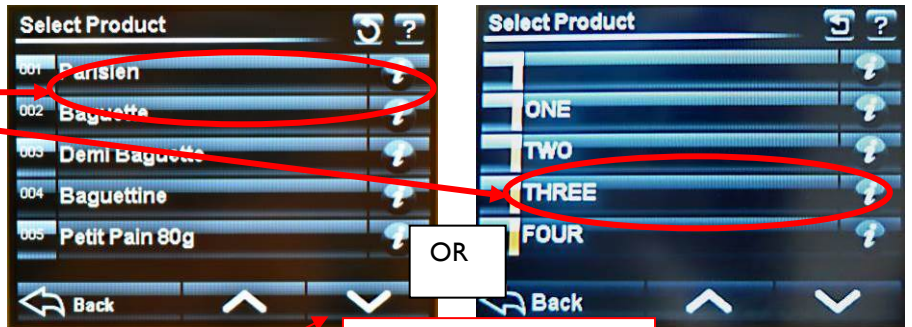 Select Product ?
001 Parisien
002 Baguette
003 Demi Baguette
004 Baguettine
005 Petit Pain 80g
Back
OR
Select Product ?
ONE
TWO
THREE
FOUR
Back